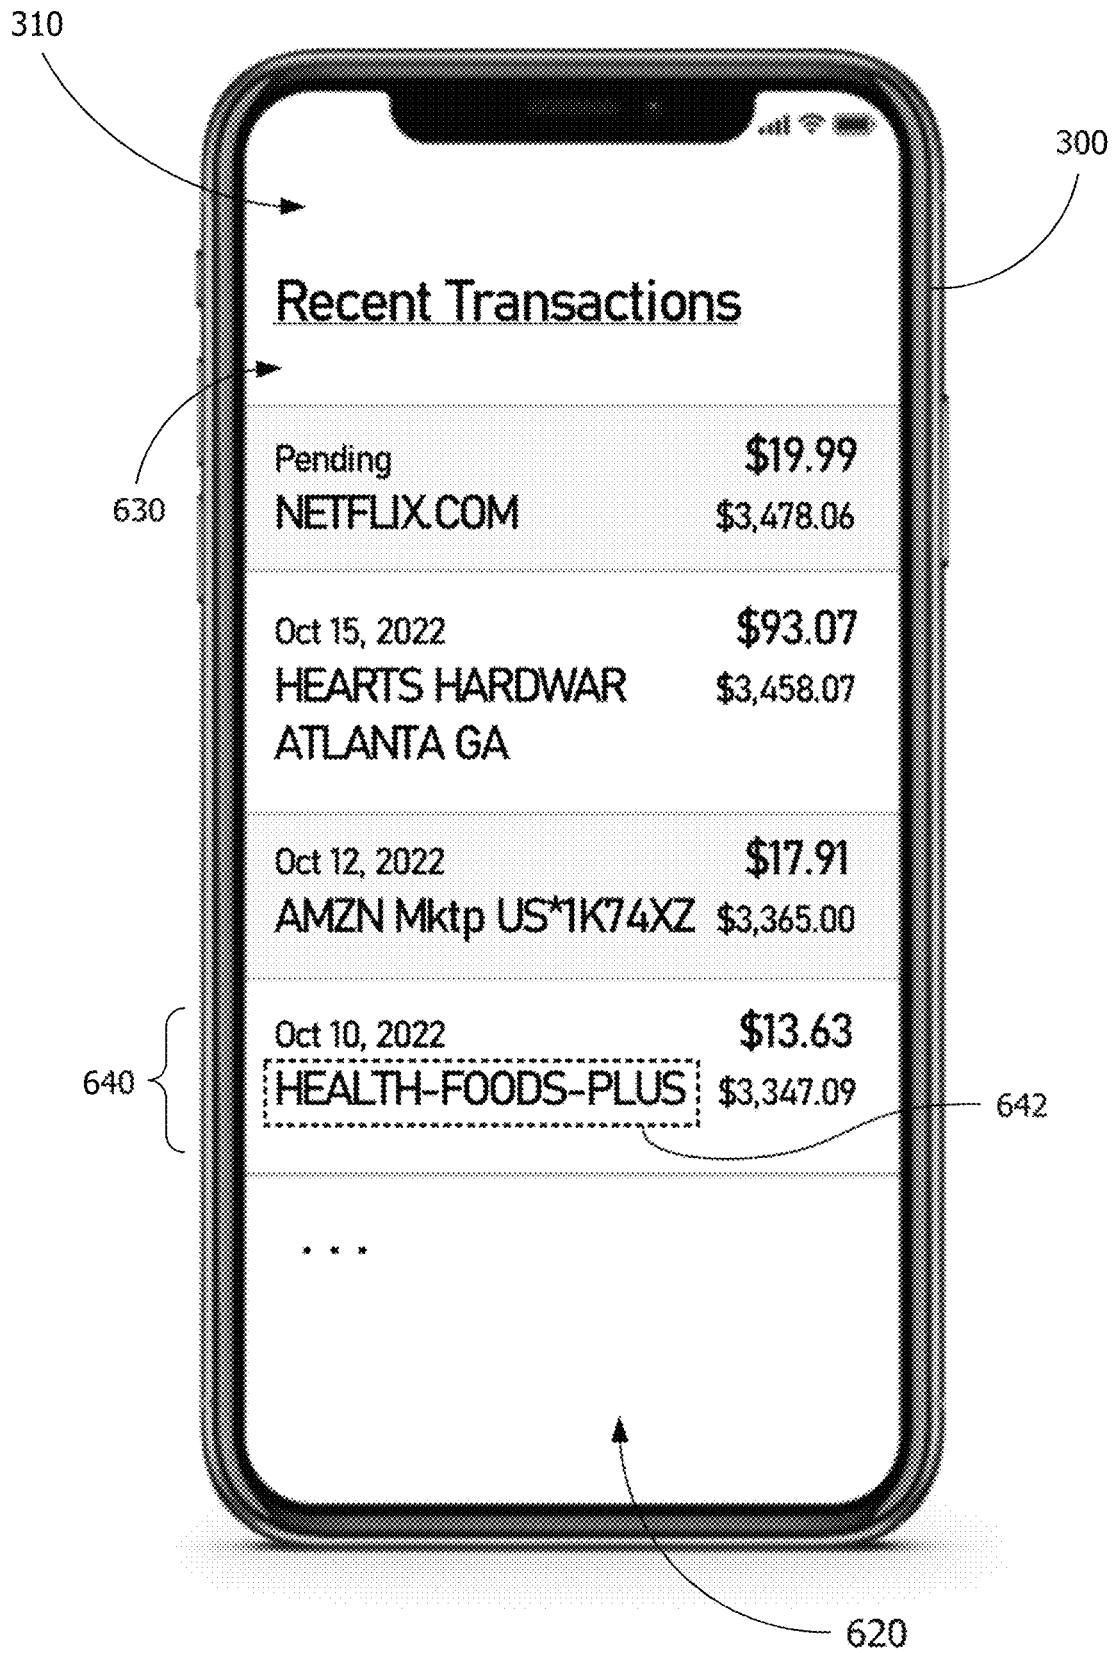 310
300
Recent Transactions
630
Pending $19.99
NETFLIX.COM $3,478.06
Oct 15, 2022 $93.07
HEARTS HARDWAR $3,458.07
ATLANTA GA
Oct 12, 2022 $17.91
AMZN Mktp US*1K74XZ $3,365.00
640
Oct 10, 2022 $13.63
HEALTH-FOODS-PLUS $3,347.09
642
...
620